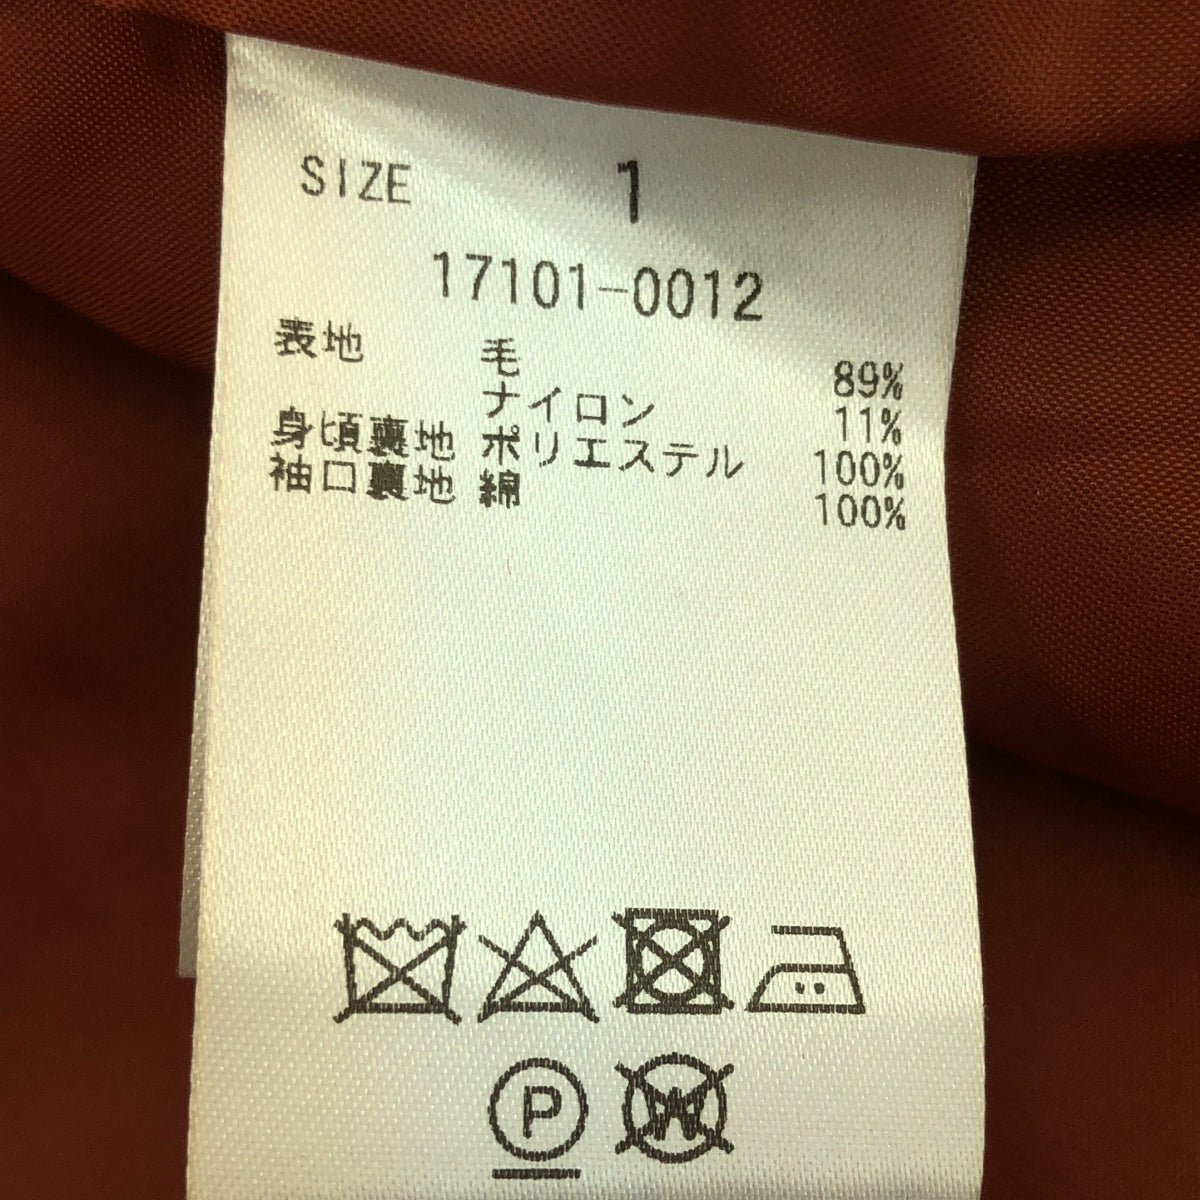 SIZE 1
17101-0012
表地 毛 89%
ナイロン 11%
身頃裏地 ポリエステル 100%
袖口裏地 綿 100%
P W